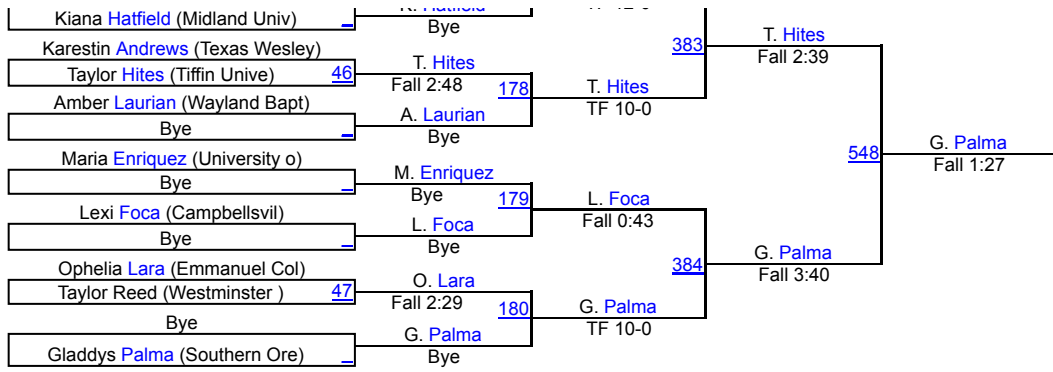 Kiana Hatfield (Midland Univ)
Bye
Karestin Andrews (Texas Wesley)
Taylor Hites (Tiffin Unive) 46
Amber Laurian (Wayland Bapt)
Bye
Maria Enriquez (University o)
Bye
Lexi Foca (Campbellsvil)
Bye
Ophelia Lara (Emmanuel Col)
Taylor Reed (Westminster ) 47
Bye
Gladdys Palma (Southern Ore)
T. Hites
Fall 2:48
178
A. Laurian
Bye
M. Enriquez
Bye
179
L. Foca
Bye
O. Lara
Fall 2:29
180
G. Palma
Bye
383
T. Hites
TF 10-0
L. Foca
Fall 0:43
384
G. Palma
TF 10-0
T. Hites
Fall 2:39
548
G. Palma
Fall 3:40
G. Palma
Fall 1:27